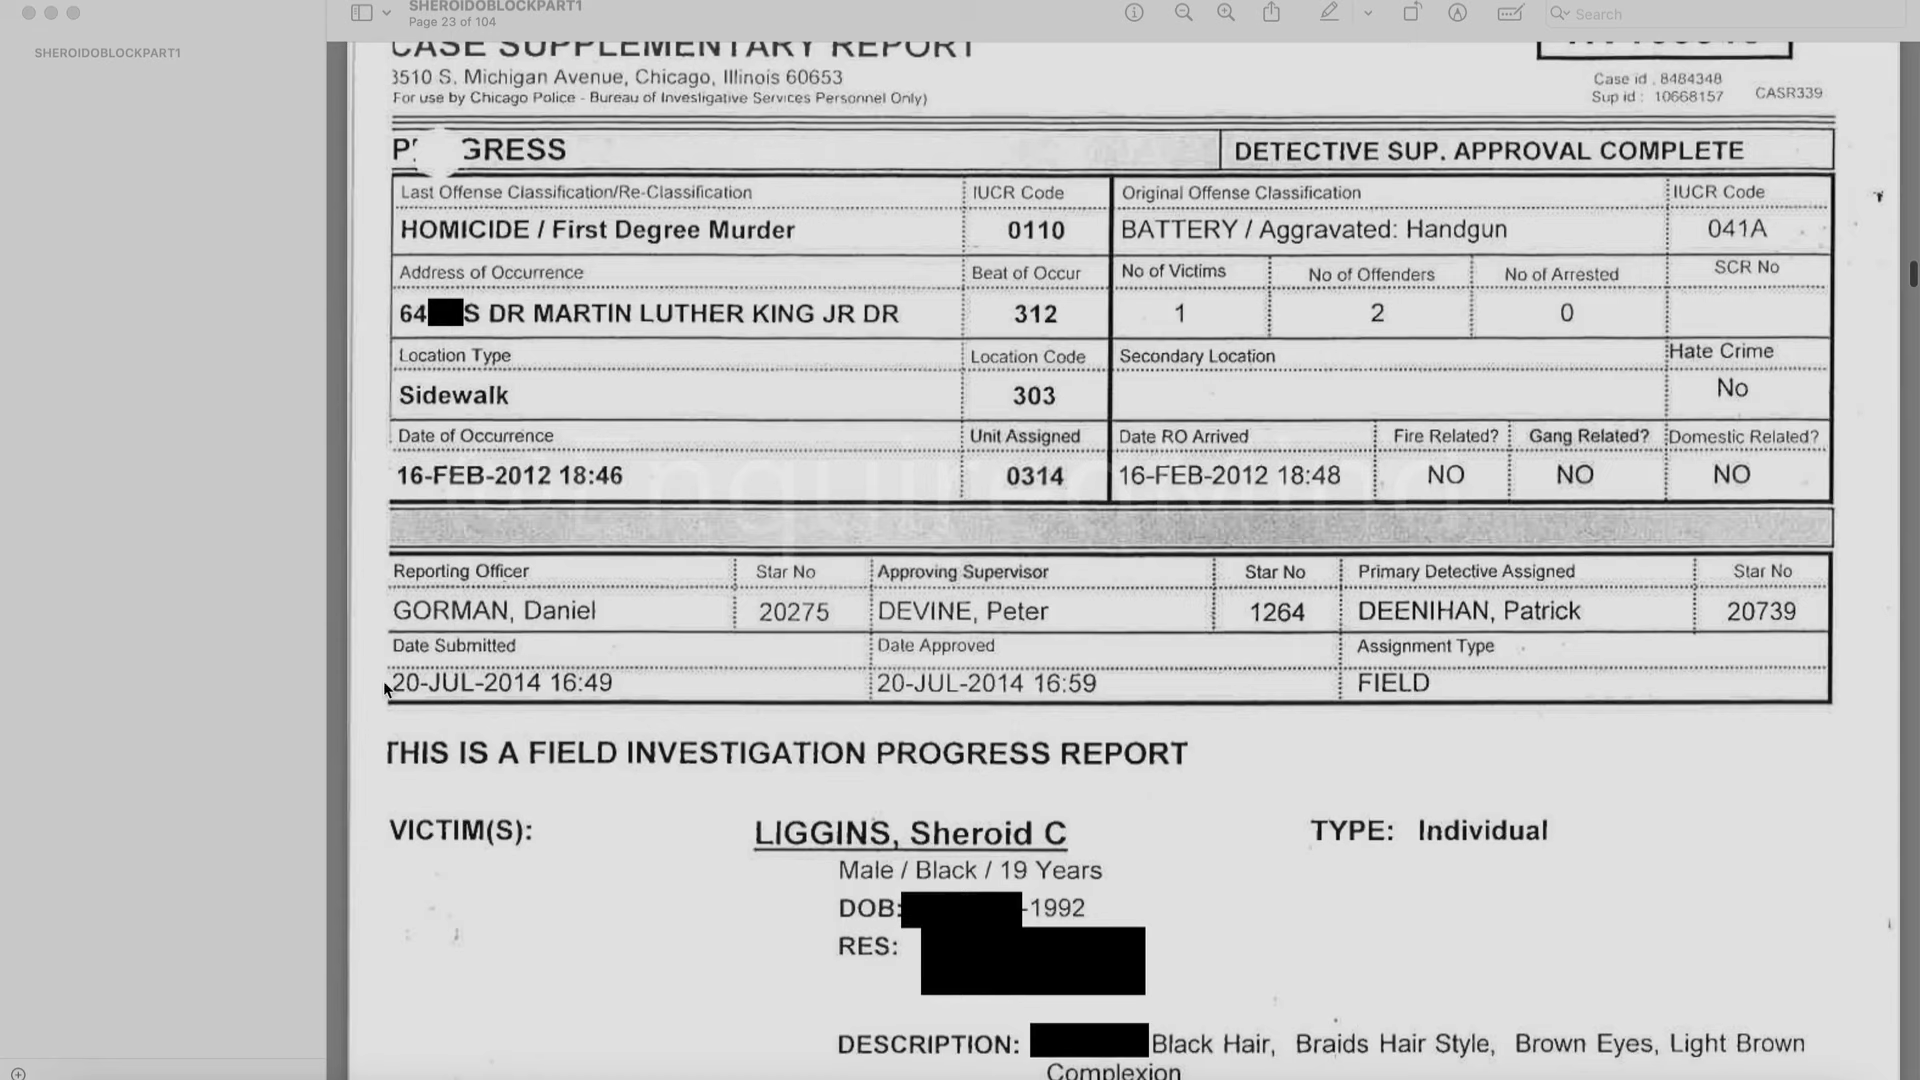 SHEROIDOBLOCKPART1
Page 23 of 104
Search
SHEROIDOBLOCKPART1
CASE SUPPLEMENTARY REPORT
3510 S. Michigan Avenue, Chicago, Illinois 60653
For use by Chicago Police - Bureau of Investigative Services Personnel Only)
Case id . 8484348
Sup id : 10668157 CASR339
GRESS DETECTIVE SUP. APPROVAL COMPLETE
Last Offense Classification/Re-Classification IUCR Code Original Offense Classification IUCR Code
HOMICIDE / First Degree Murder 0110 BATTERY / Aggravated: Handgun 041A
Address of Occurrence Beat of Occur No of Victims No of Offenders No of Arrested SCR No
64 S DR MARTIN LUTHER KING JR DR 312 1 2 0
Location Type Location Code Secondary Location Hate Crime
Sidewalk 303 No
Date of Occurrence Unit Assigned Date RO Arrived Fire Related? Gang Related? Domestic Related?
16-FEB-2012 18:46 0314 16-FEB-2012 18:48 NO NO NO
Reporting Officer Star No Approving Supervisor Star No Primary Detective Assigned Star No
GORMAN, Daniel 20275 DEVINE, Peter 1264 DEENIHAN, Patrick 20739
Date Submitted Date Approved Assignment Type
20-JUL-2014 16:49 20-JUL-2014 16:59 FIELD
THIS IS A FIELD INVESTIGATION PROGRESS REPORT
VICTIM(S): LIGGINS, Sheroid C TYPE: Individual
Male / Black / 19 Years
DOB: -1992
RES:
DESCRIPTION: Black Hair, Braids Hair Style, Brown Eyes, Light Brown
Complexion